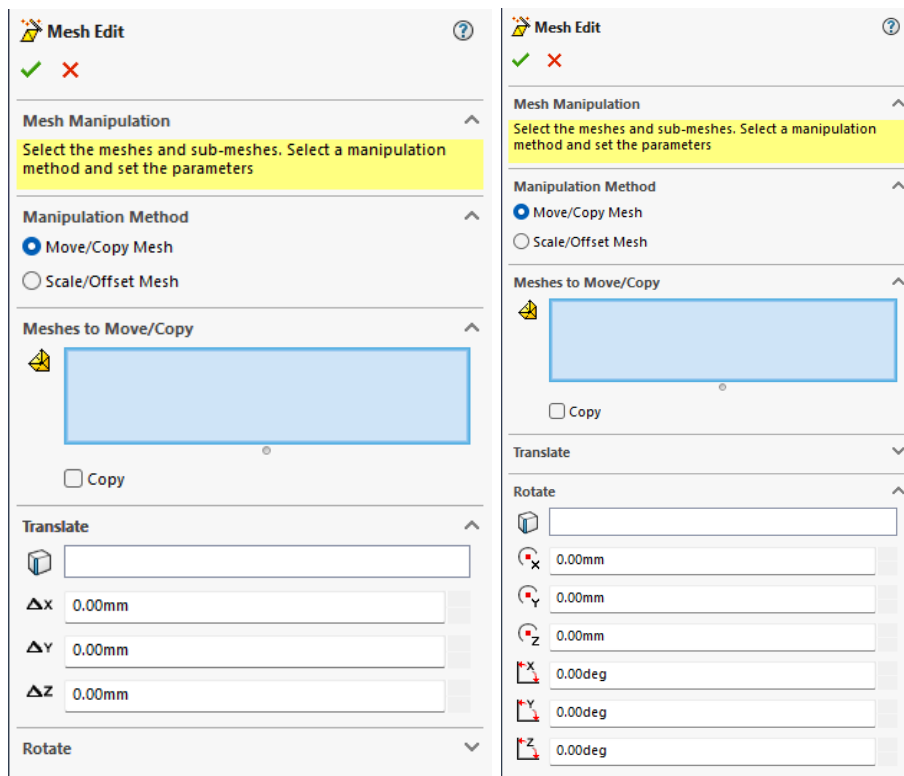 Mesh Edit
Mesh Manipulation
Select the meshes and sub-meshes. Select a manipulation
method and set the parameters
Manipulation Method
Move/Copy Mesh
Scale/Offset Mesh
Meshes to Move/Copy
Copy
Translate
ΔX 0.00mm
ΔY 0.00mm
ΔZ 0.00mm
Rotate
Mesh Edit
Mesh Manipulation
Select the meshes and sub-meshes. Select a manipulation
method and set the parameters
Manipulation Method
Move/Copy Mesh
Scale/Offset Mesh
Meshes to Move/Copy
Copy
Translate
Rotate
X 0.00mm
Y 0.00mm
Z 0.00mm
X 0.00deg
Y 0.00deg
Z 0.00deg